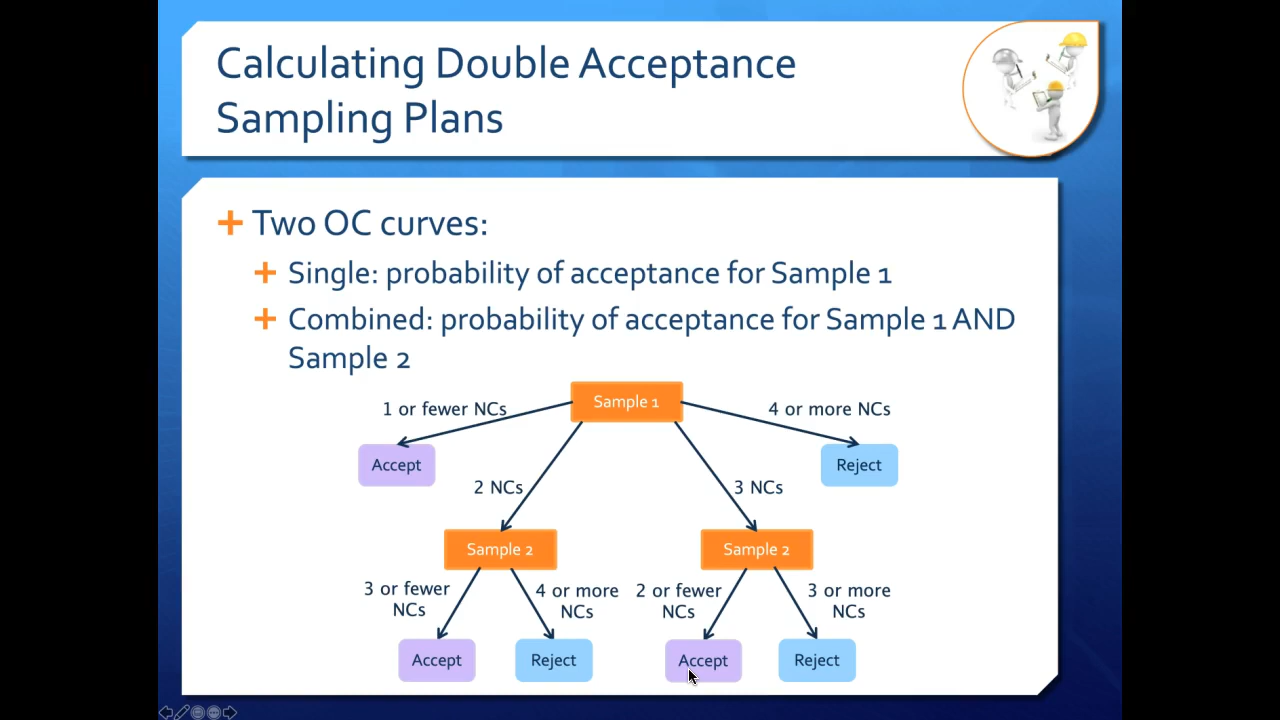 Calculating Double Acceptance
Sampling Plans
Two OC curves:
Single: probability of acceptance for Sample 1
Combined: probability of acceptance for Sample 1 AND
Sample 2
Sample 1
1 or fewer NCs
4 or more NCs
Accept
Reject
2 NCs
3 NCs
Sample 2
Sample 2
3 or fewer
NCs
4 or more
NCs
2 or fewer
NCs
3 or more
NCs
Accept
Reject
Accept
Reject